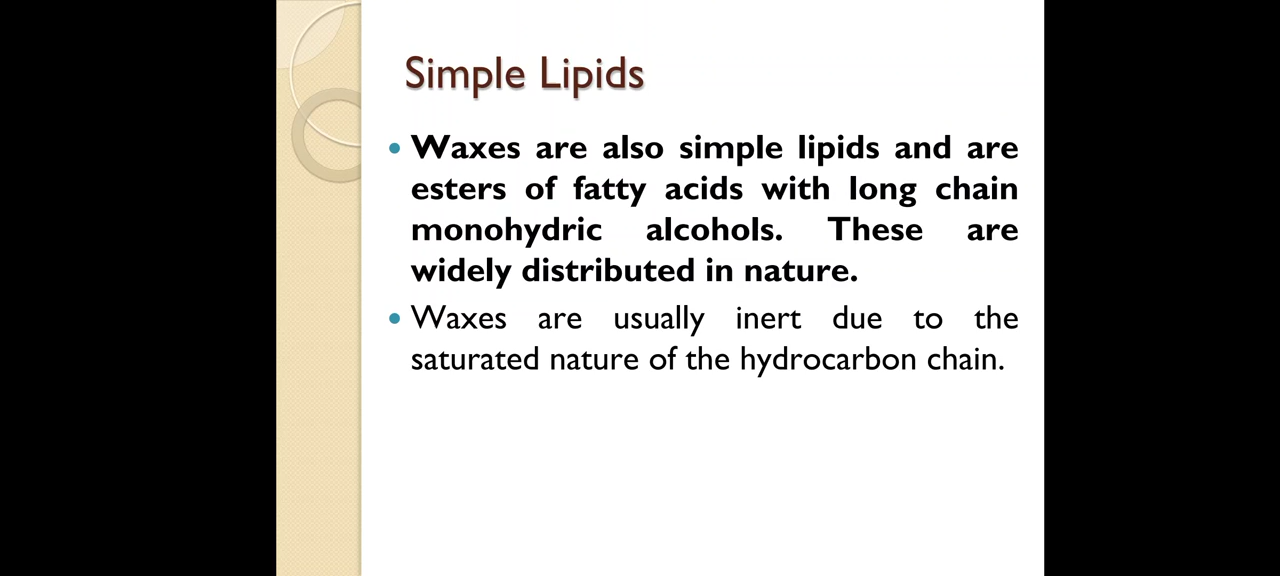 Simple Lipids
• Waxes are also simple lipids and are
esters of fatty acids with long chain
monohydric alcohols. These are
widely distributed in nature.
• Waxes are usually inert due to the
saturated nature of the hydrocarbon chain.